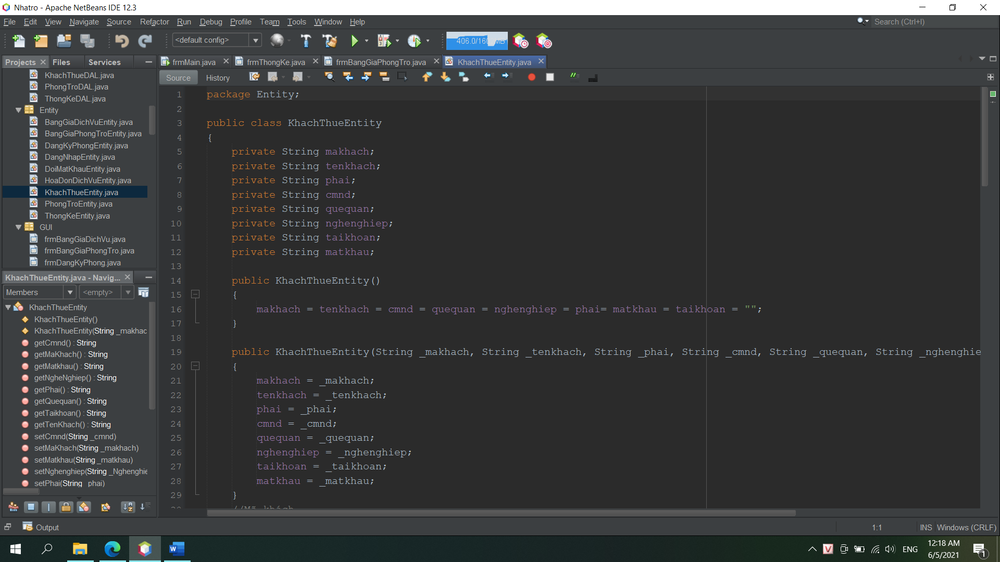 Nhatro - Apache NetBeans IDE 12.3
File Edit View Navigate Source Refactor Run Debug Profile Team Tools Window Help
Search (Ctrl+I)
<default config>
406.0/160 MB
Projects Files Services
frmMain.java frmThongKe.java frmBangGiaPhongTro.java KhachThueEntity.java
Source History
KhachThueDAL.java
PhongTroDAL.java
ThongKeDAL.java
Entity
BangGiaDichVuEntity.java
BangGiaPhongTroEntity.java
DangKyPhongEntity.java
DangNhapEntity.java
DoiMatKhauEntity.java
HoaDonDichVuEntity.java
KhachThueEntity.java
PhongTroEntity.java
ThongKeEntity.java
GUI
frmBangGiaDichVu.java
frmBangGiaPhongTro.java
frmDangKyPhong.java
KhachThueEntity.java - Navig...
Members <empty>
KhachThueEntity
KhachThueEntity()
KhachThueEntity(String _makhac
getCmnd() : String
getMaKhach() : String
getMatkhau() : String
getNgheNghiep() : String
getPhai() : String
getQuequan() : String
getTaikhoan() : String
getTenKhach() : String
setCmnd(String _cmnd)
setMaKhach(String _makhach)
setMatkhau(String _matkhau)
setNghenghiep(String _Nghenghie
setPhai(String _phai)
1 package Entity;
2
3 public class KhachThueEntity
4 {
5 private String makhach;
6 private String tenkhach;
7 private String phai;
8 private String cmnd;
9 private String quequan;
10 private String nghenghiep;
11 private String taikhoan;
12 private String matkhau;
13
14 public KhachThueEntity()
15 {
16 makhach = tenkhach = cmnd = quequan = nghenghiep = phai= matkhau = taikhoan = "";
17 }
18
19 public KhachThueEntity(String _makhach, String _tenkhach, String _phai, String _cmnd, String _quequan, String _nghenghie
20 {
21 makhach = _makhach;
22 tenkhach = _tenkhach;
23 phai = _phai;
24 cmnd = _cmnd;
25 quequan = _quequan;
26 nghenghiep = _nghenghiep;
27 taikhoan = _taikhoan;
28 matkhau = _matkhau;
29 }
30 //Mã khách
Output
1:1 INS Windows (CRLF)
ENG
12:18 AM
6/5/2021
1